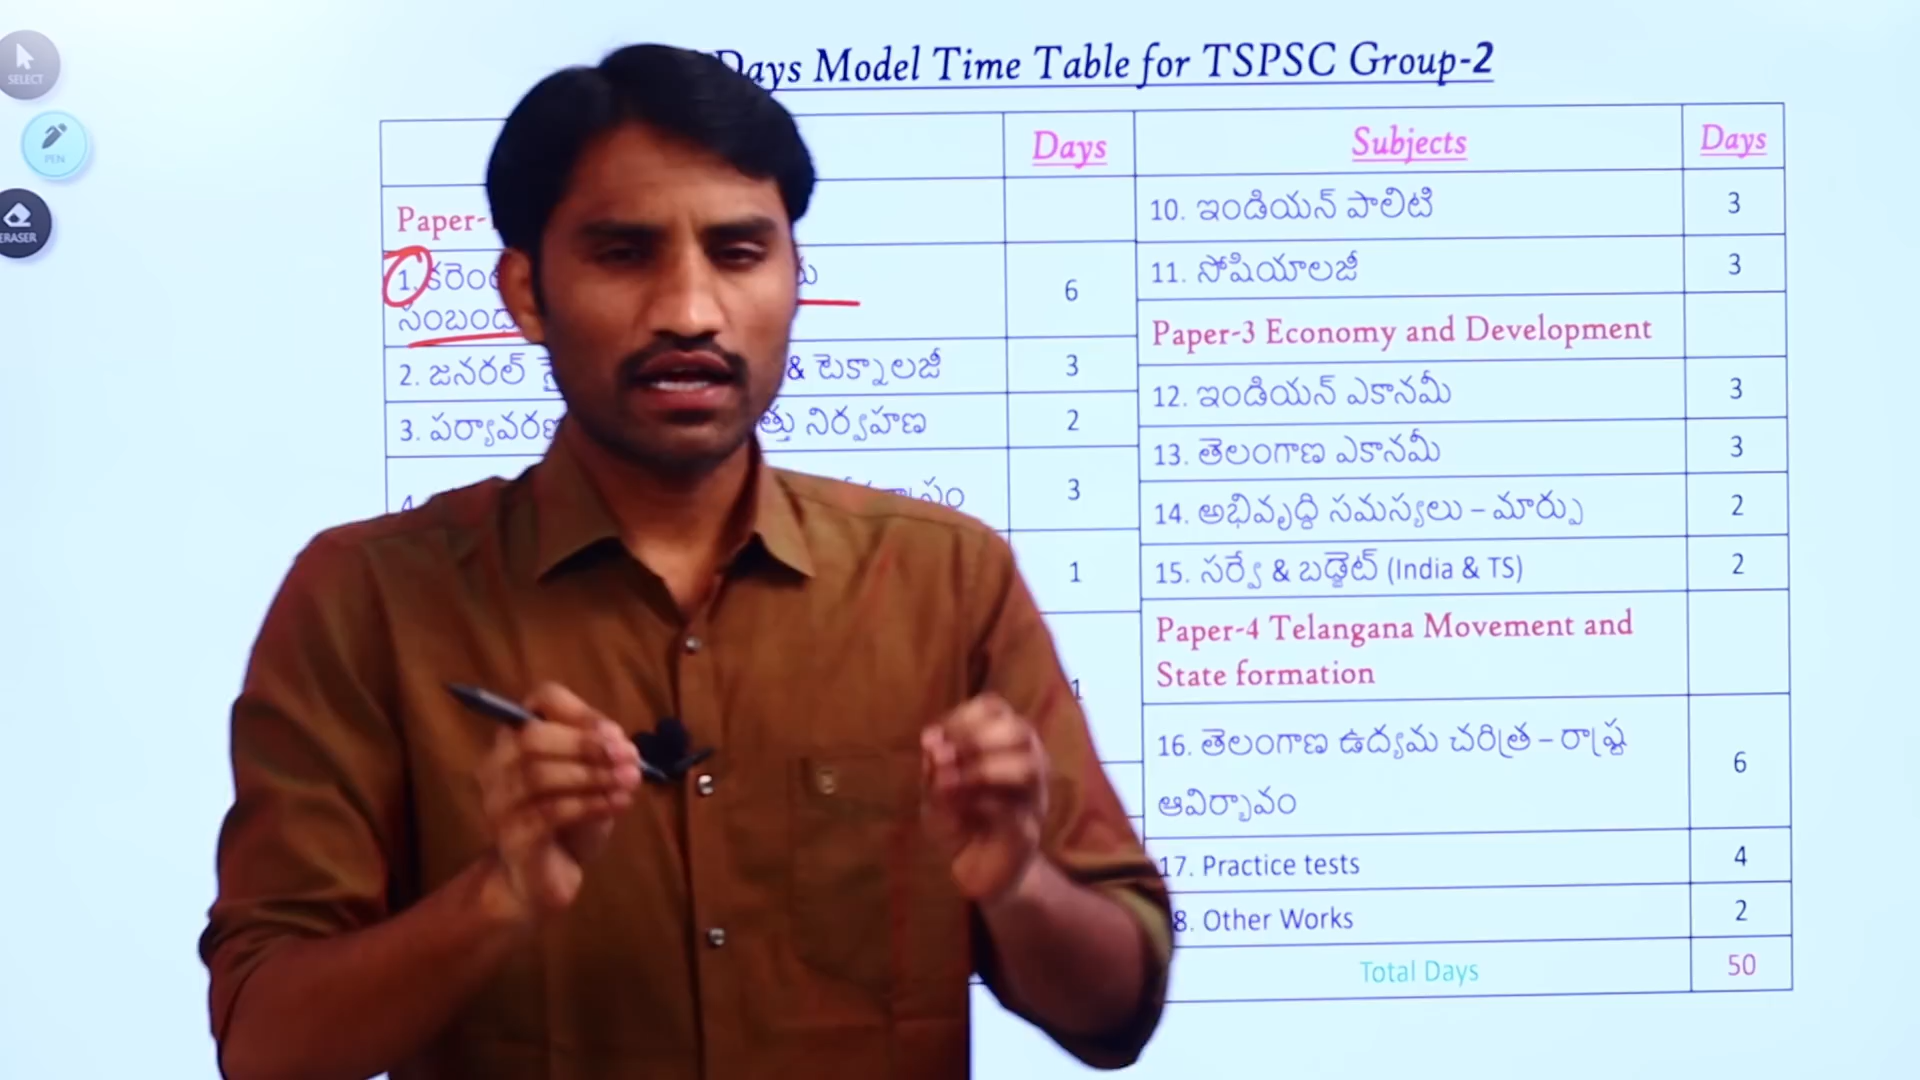 SELECT
PEN
ERASER
Days Model Time Table for TSPSC Group-2
Days
Subjects
Days
Paper-
1.
6
2. జనరల్
& టెక్నాలజీ
3
3.
నిర్వహణ
2
3
1
1
10. ఇండియన్ పాలిటి
3
11. సోషియాలజీ
3
Paper-3 Economy and Development
12. ఇండియన్ ఎకానమీ
3
13. తెలంగాణ ఎకానమీ
3
14. అభివృద్ధి సమస్యలు – మార్పు
2
15. సర్వే & బడ్జెట్ (India & TS)
2
Paper-4 Telangana Movement and
State formation
16. తెలంగాణ ఉద్యమ చరిత్ర – రాష్ట్ర
ఆవిర్భావం
6
17. Practice tests
4
8. Other Works
2
Total Days
50